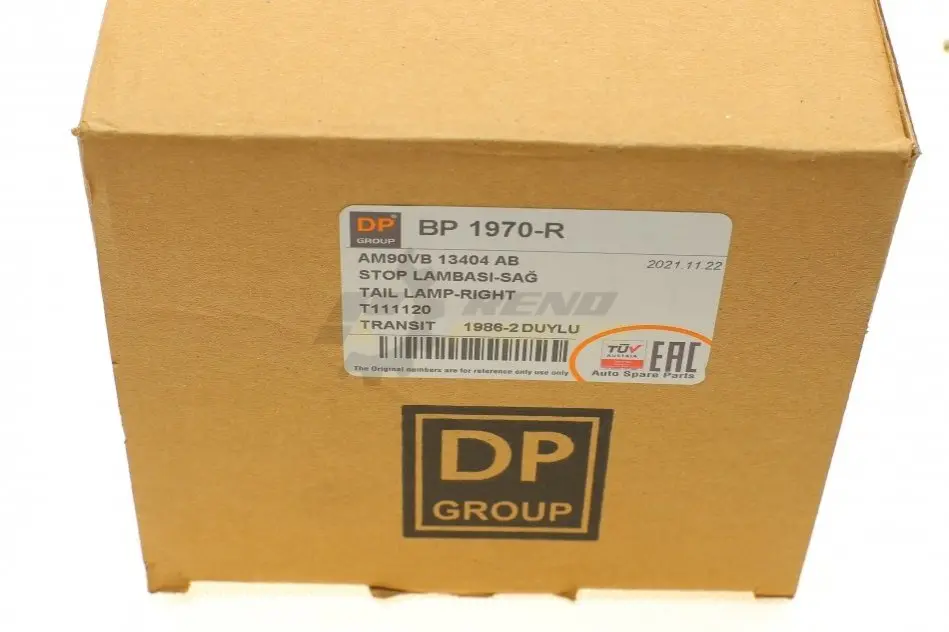 DP GROUP BP 1970-R
AM90VB 13404 AB 2021.11.22
STOP LAMBASI-SAĞ
TAIL LAMP-RIGHT
T111120
TRANSIT 1986-2 DUYLU
TÜV AUSTRIA EAC
The Original numbers are for reference only use only
Auto Spare Parts
RENO
DP
GROUP